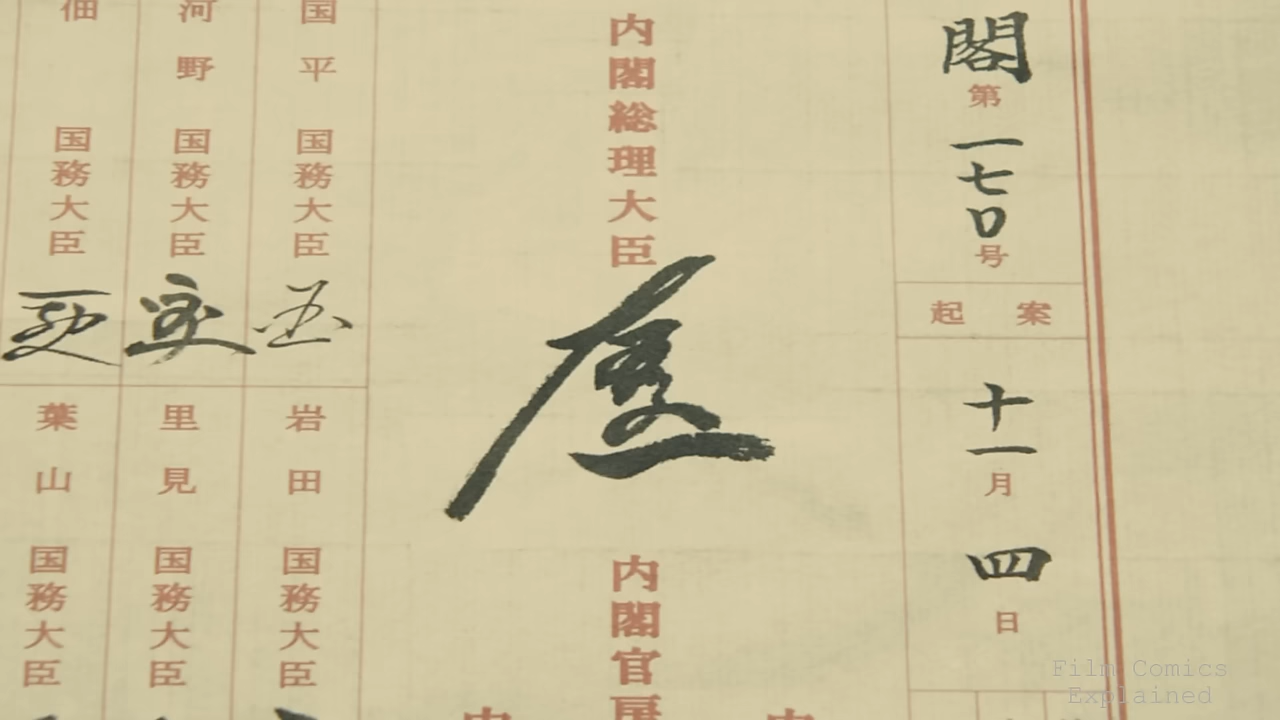 閣第一七〇号
起案
十一月四日
内閣総理大臣
内閣官房
国平国務大臣
岩田国務大臣
河野国務大臣
里見国務大臣
国務大臣
葉山国務大臣
Film Comics
Explained